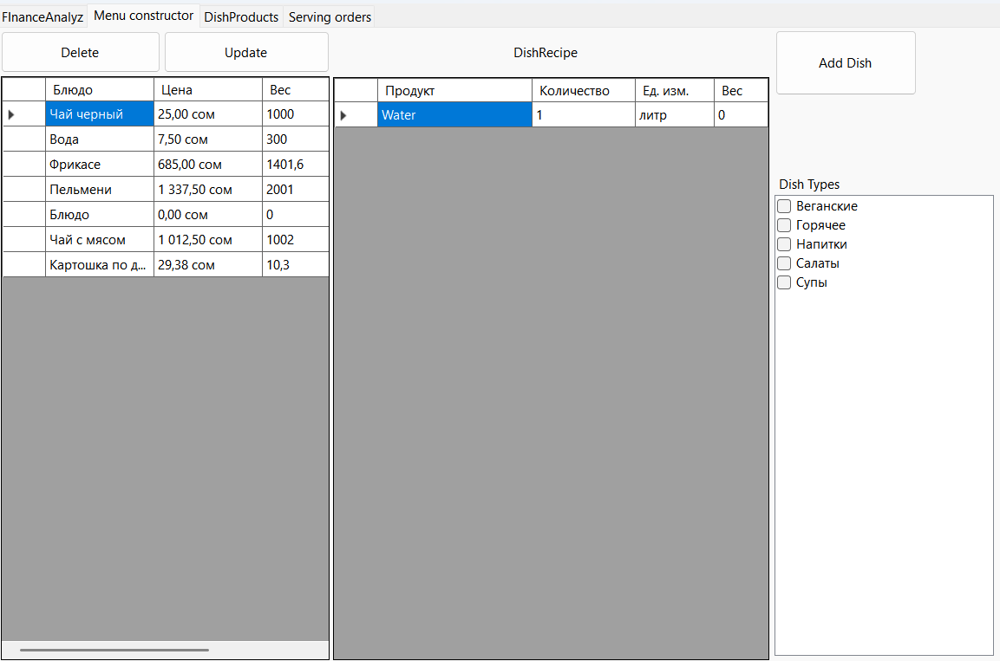 FInanceAnalyz Menu constructor DishProducts Serving orders
Delete Update DishRecipe Add Dish
Блюдо Цена Вес
Чай черный 25,00 сом 1000
Вода 7,50 сом 300
Фрикасе 685,00 сом 1401,6
Пельмени 1 337,50 сом 2001
Блюдо 0,00 сом 0
Чай с мясом 1 012,50 сом 1002
Картошка по д... 29,38 сом 10,3
Продукт Количество Ед. изм. Вес
Water 1 литр 0
Dish Types
Веганские
Горячее
Напитки
Салаты
Супы